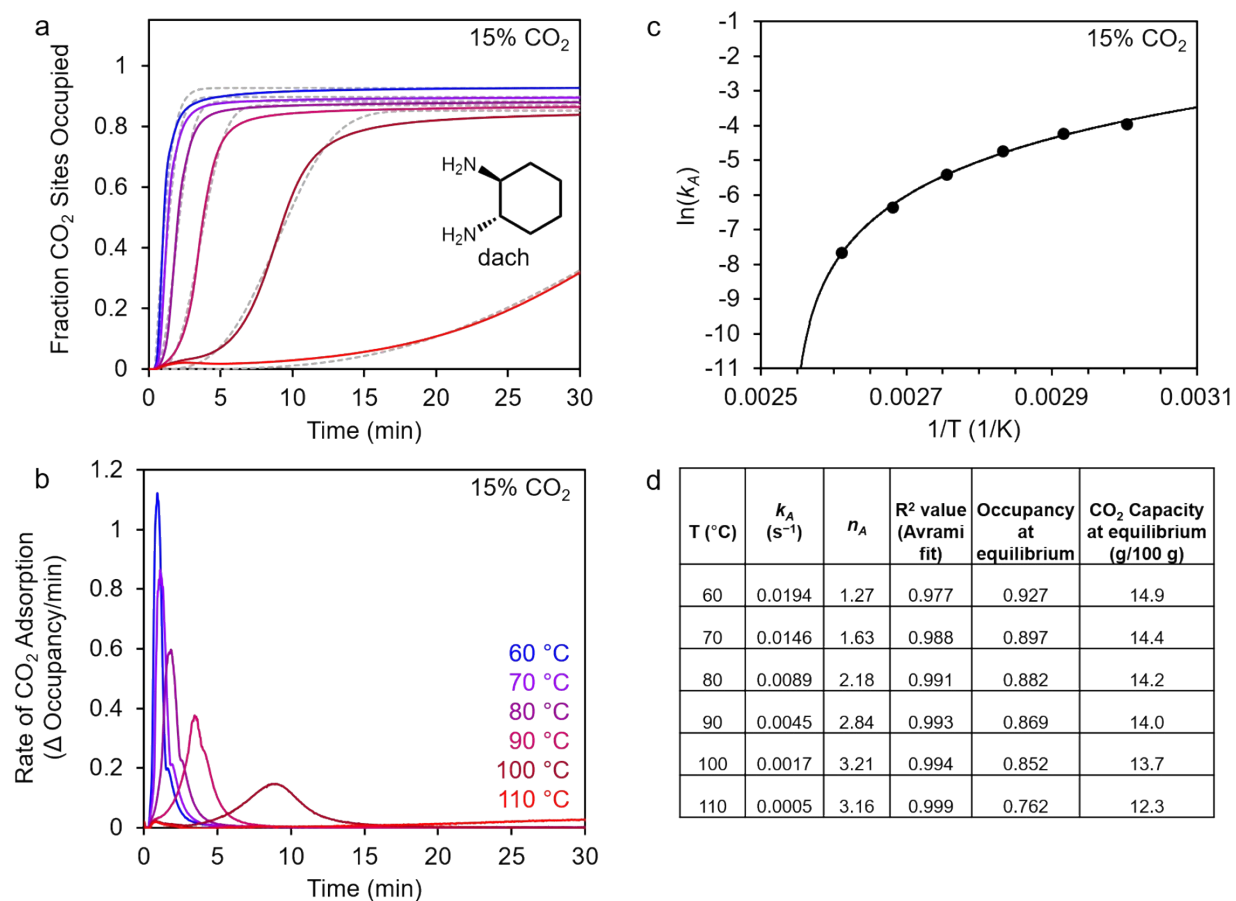 a
15% CO₂
Fraction CO₂ Sites Occupied
1
0.8
0.6
0.4
0.2
0
0 5 10 15 20 25 30
Time (min)
H₂N
H₂N
dach
b
15% CO₂
Rate of CO₂ Adsorption
(Δ Occupancy/min)
1.2
1
0.8
0.6
0.4
0.2
0
60 °C
70 °C
80 °C
90 °C
100 °C
110 °C
0 5 10 15 20 25 30
Time (min)
c
15% CO₂
ln(kA)
-1
-2
-3
-4
-5
-6
-7
-8
-9
-10
-11
0.0025 0.0027 0.0029 0.0031
1/T (1/K)
d
T (°C) kA (s⁻¹) nA R² value (Avrami fit) Occupancy at equilibrium CO₂ Capacity at equilibrium (g/100 g)
60 0.0194 1.27 0.977 0.927 14.9
70 0.0146 1.63 0.988 0.897 14.4
80 0.0089 2.18 0.991 0.882 14.2
90 0.0045 2.84 0.993 0.869 14.0
100 0.0017 3.21 0.994 0.852 13.7
110 0.0005 3.16 0.999 0.762 12.3